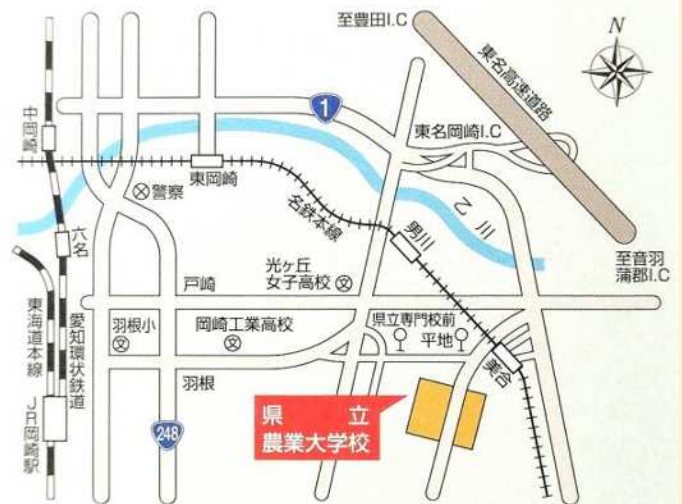 至豊田I.C
N
東名高速道路
1
中岡崎
東名岡崎I.C
警察
東岡崎
名鉄本線
乙川
男川
六名
至音羽
蒲郡I.C
光ヶ丘
女子高校
戸崎
東海道本線
愛知環状鉄道
羽根小
岡崎工業高校
県立専門校前
平地
美合
羽根
JR岡崎駅
248
県立
農業大学校